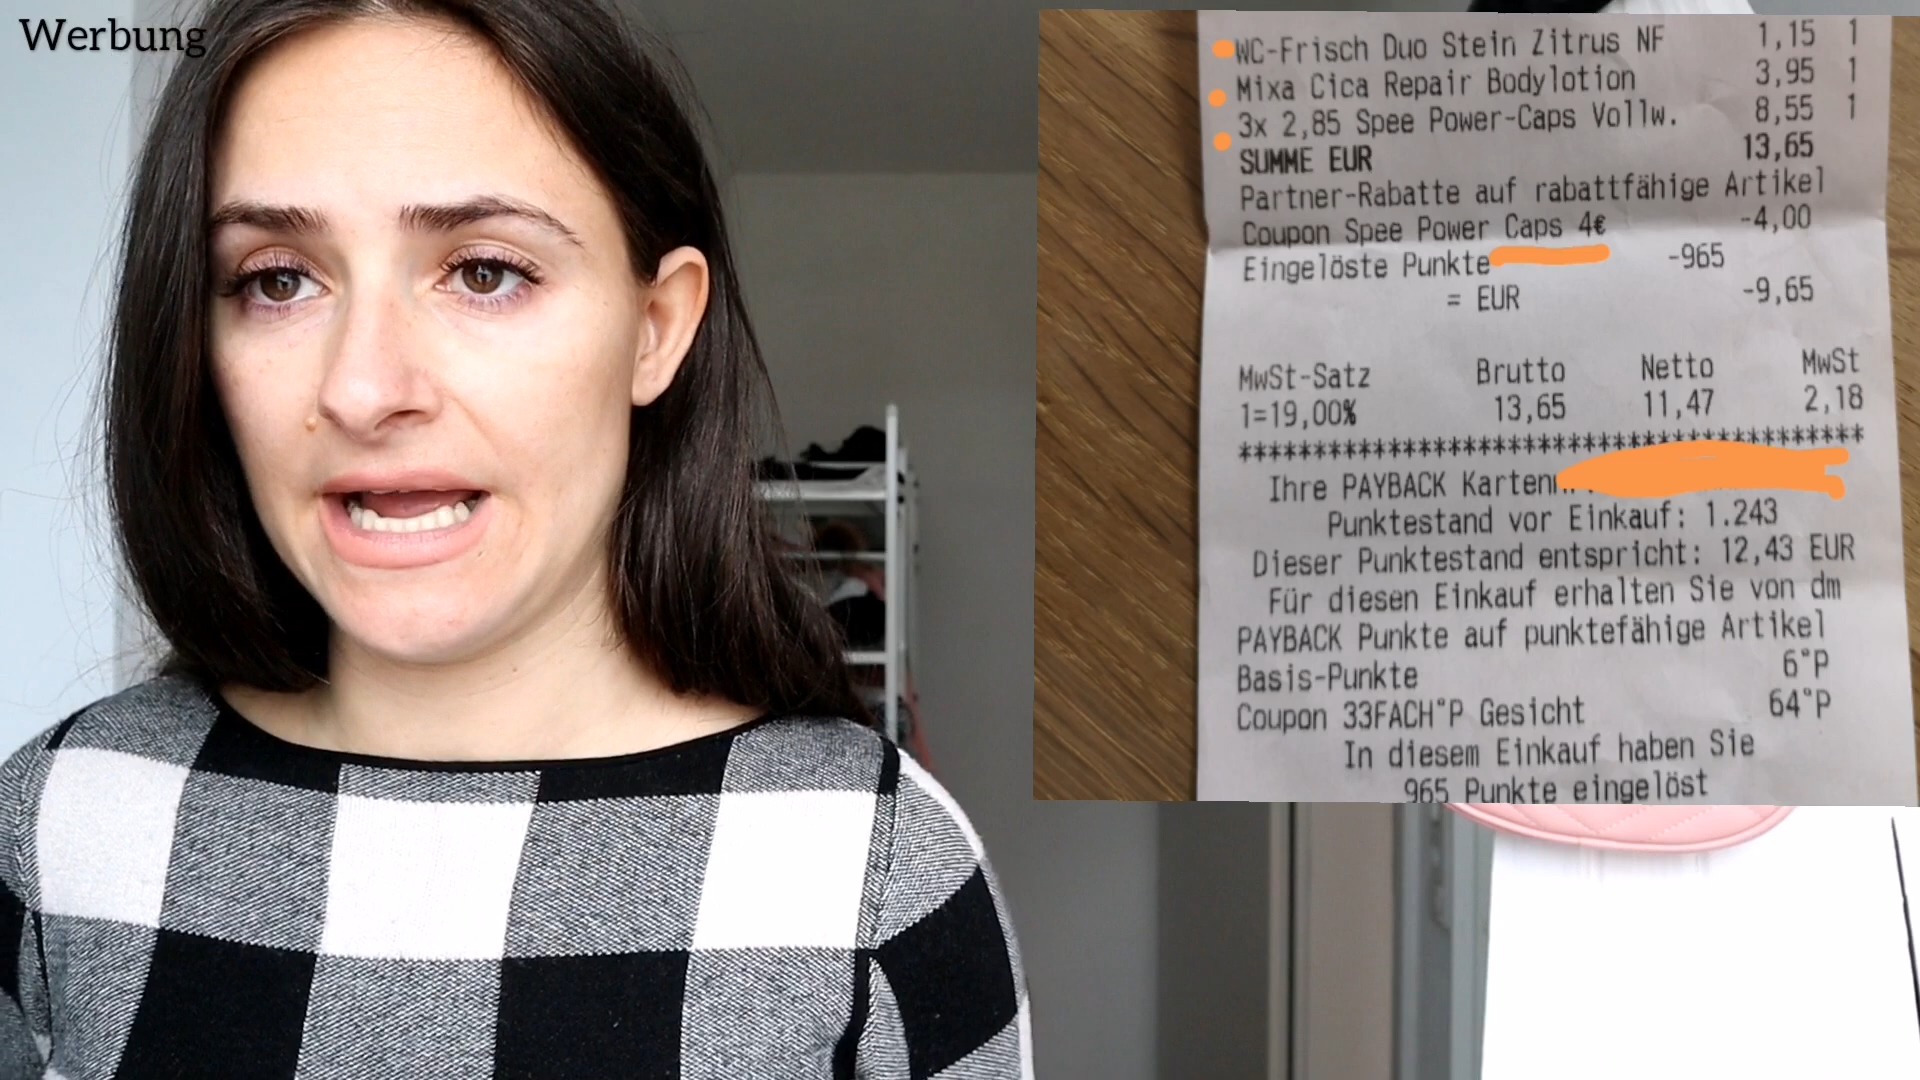 Werbung
WC-Frisch Duo Stein Zitrus NF 1,15 1
Mixa Cica Repair Bodylotion 3,95 1
3x 2,85 Spee Power-Caps Vollw. 8,55 1
SUMME EUR 13,65
Partner-Rabatte auf rabattfähige Artikel
Coupon Spee Power Caps 4€ -4,00
Eingelöste Punkte -965
= EUR -9,65
MwSt-Satz Brutto Netto MwSt
1=19,00% 13,65 11,47 2,18
******************************************
Ihre PAYBACK
Punktestand vor Einkauf: 1.243
Dieser Punktestand entspricht: 12,43 EUR
Für diesen Einkauf erhalten Sie von dm
PAYBACK Punkte auf punktefähige Artikel
Basis-Punkte 6°P
Coupon 33FACH°P Gesicht 64°P
In diesem Einkauf haben Sie
965 Punkte eingelöst